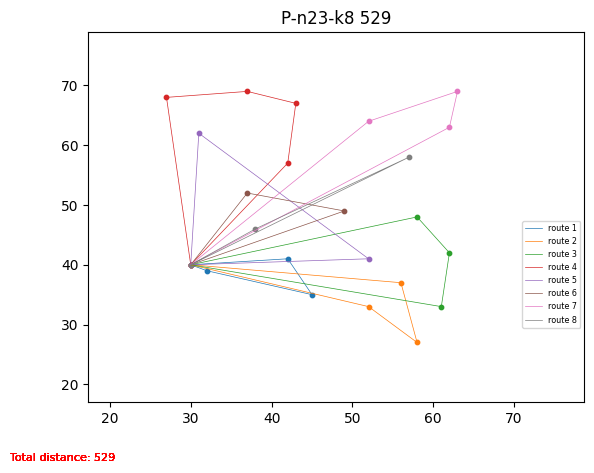 P-n23-k8 529
70
60
50
40
30
20
20 30 40 50 60 70
route 1
route 2
route 3
route 4
route 5
route 6
route 7
route 8
Total distance: 529